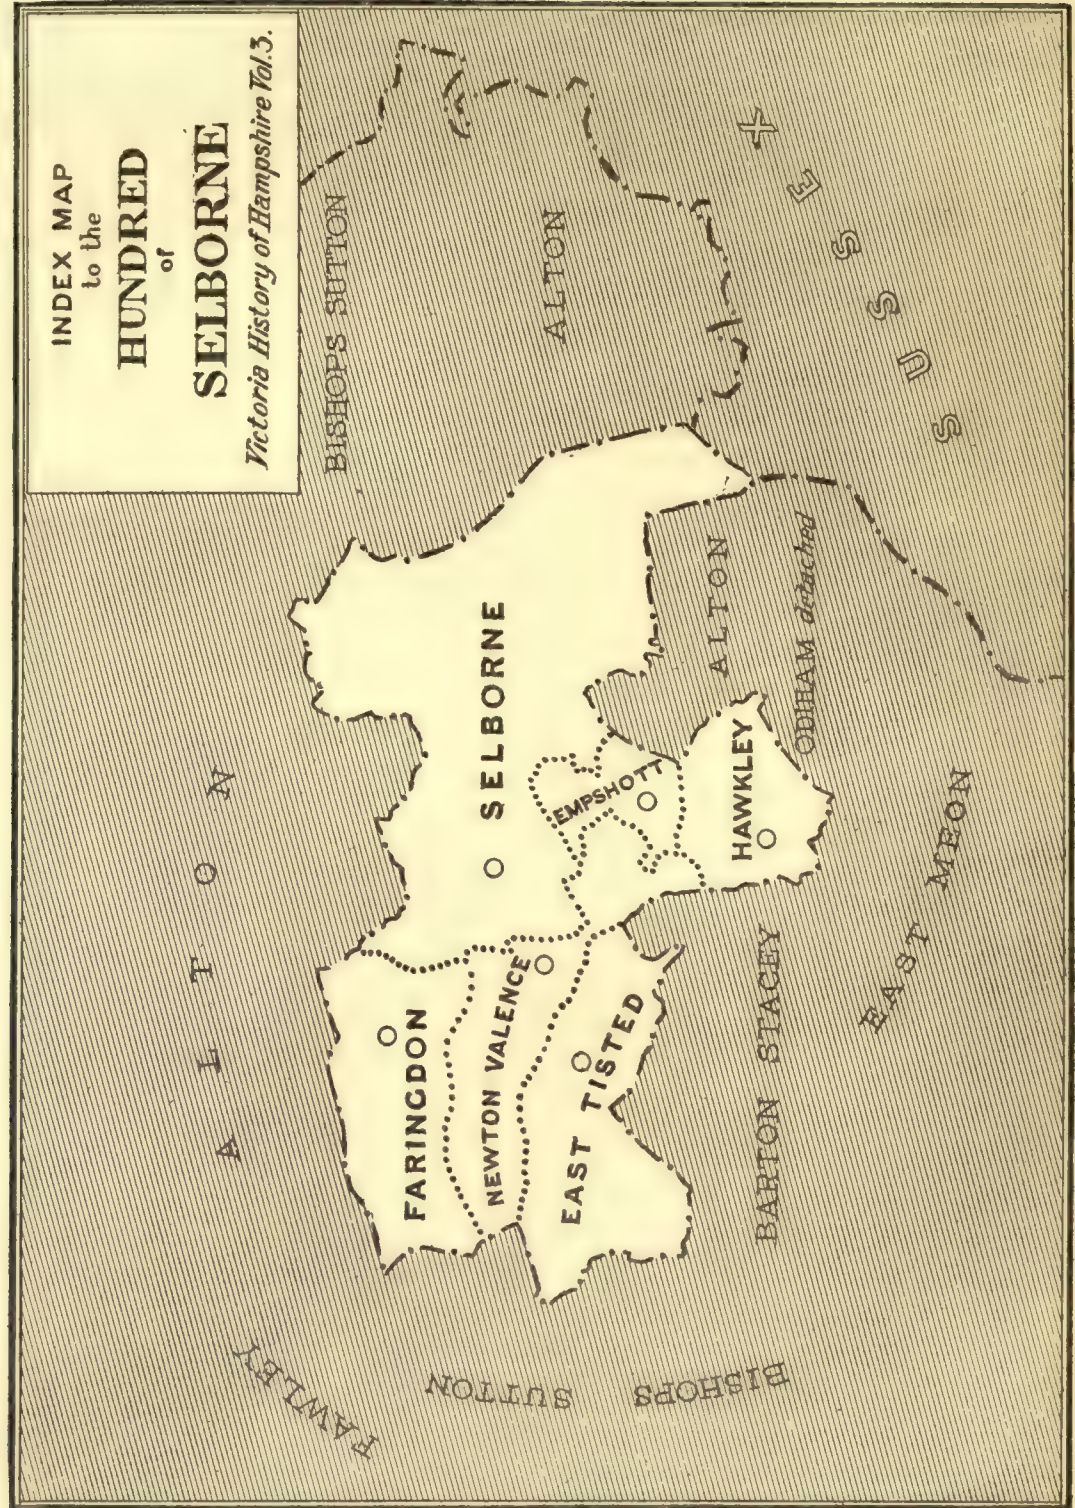 INDEX MAP
to the
HUNDRED
of
SELBORNE
Victoria History of Hampshire Vol. 3.
FAWLEY
ALTON
BISHOPS SUTTON
FARINGDON
SELBORNE
NEWTON VALENCE
EMPSHOTT
EAST TISTED
HAWKLEY
ALTON
ALTON
ODIHAM detached
BISHOPS SUTTON
BARTON STACEY
EAST MEON
SUSSEX